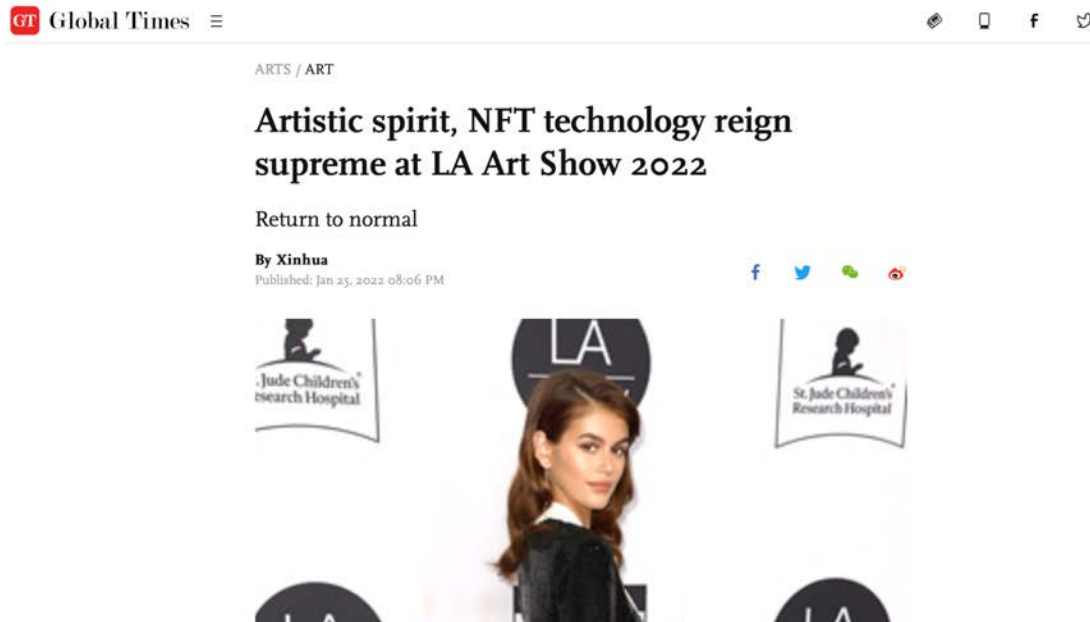 GT Global Times
ARTS / ART
Artistic spirit, NFT technology reign
supreme at LA Art Show 2022
Return to normal
By Xinhua
Published: Jan 25, 2022 08:06 PM
Jude Children's
esearch Hospital
LA
St. Jude Children's
Research Hospital
LA
LA